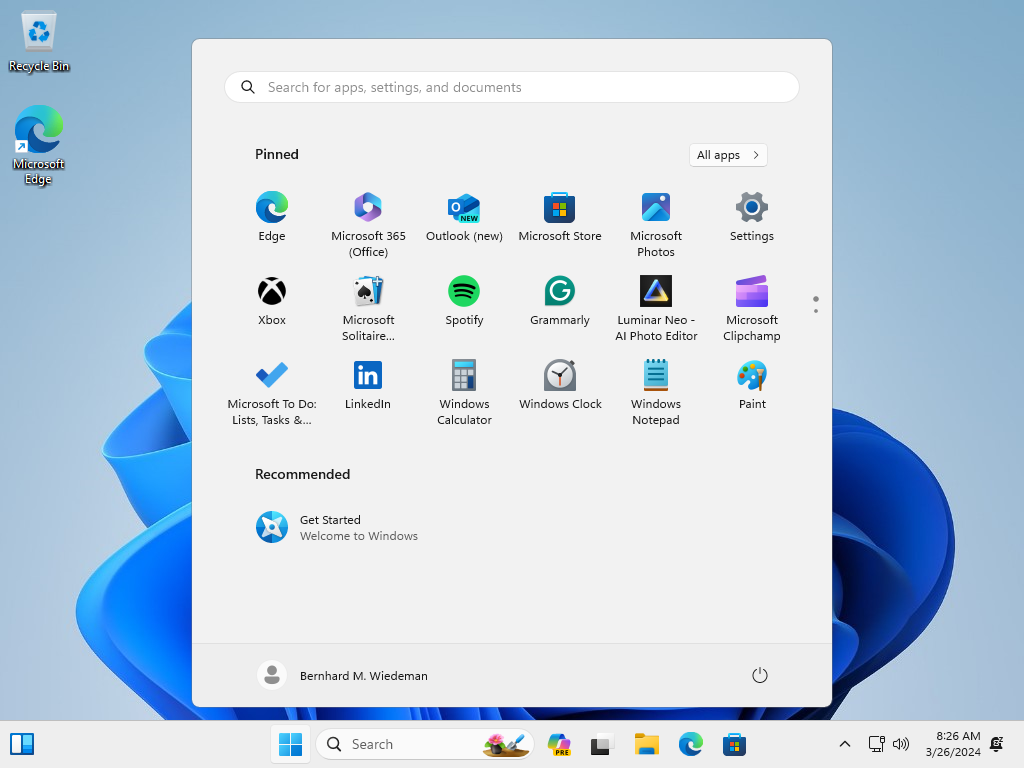 Recycle Bin
Microsoft
Edge
Search for apps, settings, and documents
Pinned
All apps
Edge
Microsoft 365
(Office)
Outlook (new)
NEW
Microsoft Store
Microsoft
Photos
Settings
Xbox
Microsoft
Solitaire...
Spotify
Grammarly
Luminar Neo -
AI Photo Editor
Microsoft
Clipchamp
Microsoft To Do:
Lists, Tasks &...
LinkedIn
Windows
Calculator
Windows Clock
Windows
Notepad
Paint
Recommended
Get Started
Welcome to Windows
Bernhard M. Wiedeman
Search
PRE
8:26 AM
3/26/2024